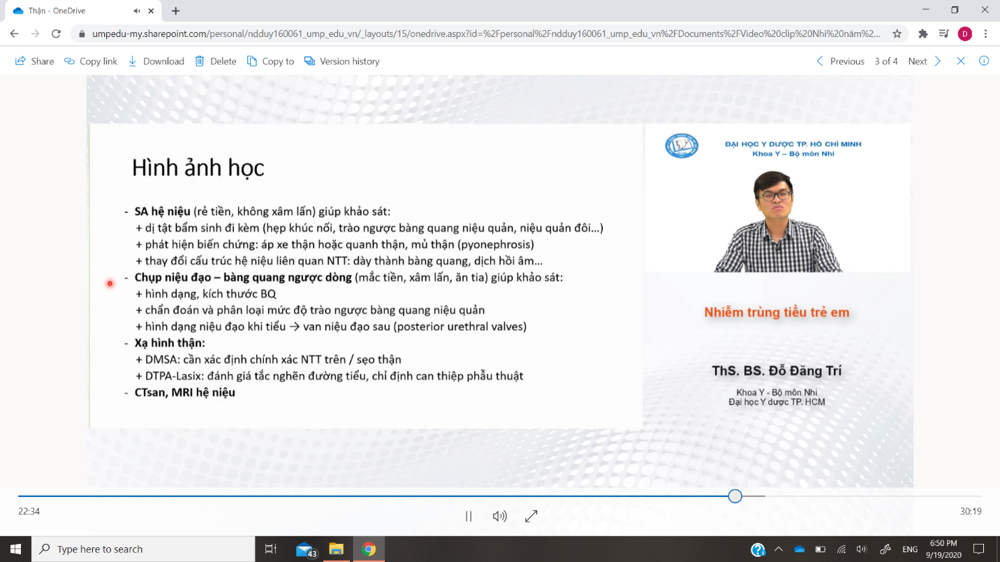 Thận - OneDrive
umpedu-my.sharepoint.com/personal/ndduy160061_ump_edu_vn/_layouts/15/onedrive.aspx?id=%2Fpersonal%2Fndduy160061_ump_edu_vn%2FDocuments%2FVideo%20clip%20Nhi%20năm%2...
D
Share Copy link Download Delete Copy to Version history Previous 3 of 4 Next
Hình ảnh học
- SA hệ niệu (rẻ tiền, không xâm lấn) giúp khảo sát:
+ dị tật bẩm sinh đi kèm (hẹp khúc nối, trào ngược bàng quang niệu quản, niệu quản đôi...)
+ phát hiện biến chứng: áp xe thận hoặc quanh thận, mủ thận (pyonephrosis)
+ thay đổi cấu trúc hệ niệu liên quan NTT: dày thành bàng quang, dịch hồi âm...
- Chụp niệu đạo – bàng quang ngược dòng (mắc tiền, xâm lấn, ăn tia) giúp khảo sát:
+ hình dạng, kích thước BQ
+ chẩn đoán và phân loại mức độ trào ngược bàng quang niệu quản
+ hình dạng niệu đạo khi tiểu → van niệu đạo sau (posterior urethral valves)
- Xạ hình thận:
+ DMSA: cần xác định chính xác NTT trên / sẹo thận
+ DTPA-Lasix: đánh giá tắc nghẽn đường tiểu, chỉ định can thiệp phẫu thuật
- CTsan, MRI hệ niệu
ĐẠI HỌC Y DƯỢC TP. HỒ CHÍ MINH
Khoa Y – Bộ môn Nhi
Nhiễm trùng tiểu trẻ em
ThS. BS. Đỗ Đăng Trí
Khoa Y - Bộ môn Nhi
Đại học Y dược TP. HCM
22:34 30:19
Type here to search
43
ENG
6:50 PM
9/19/2020